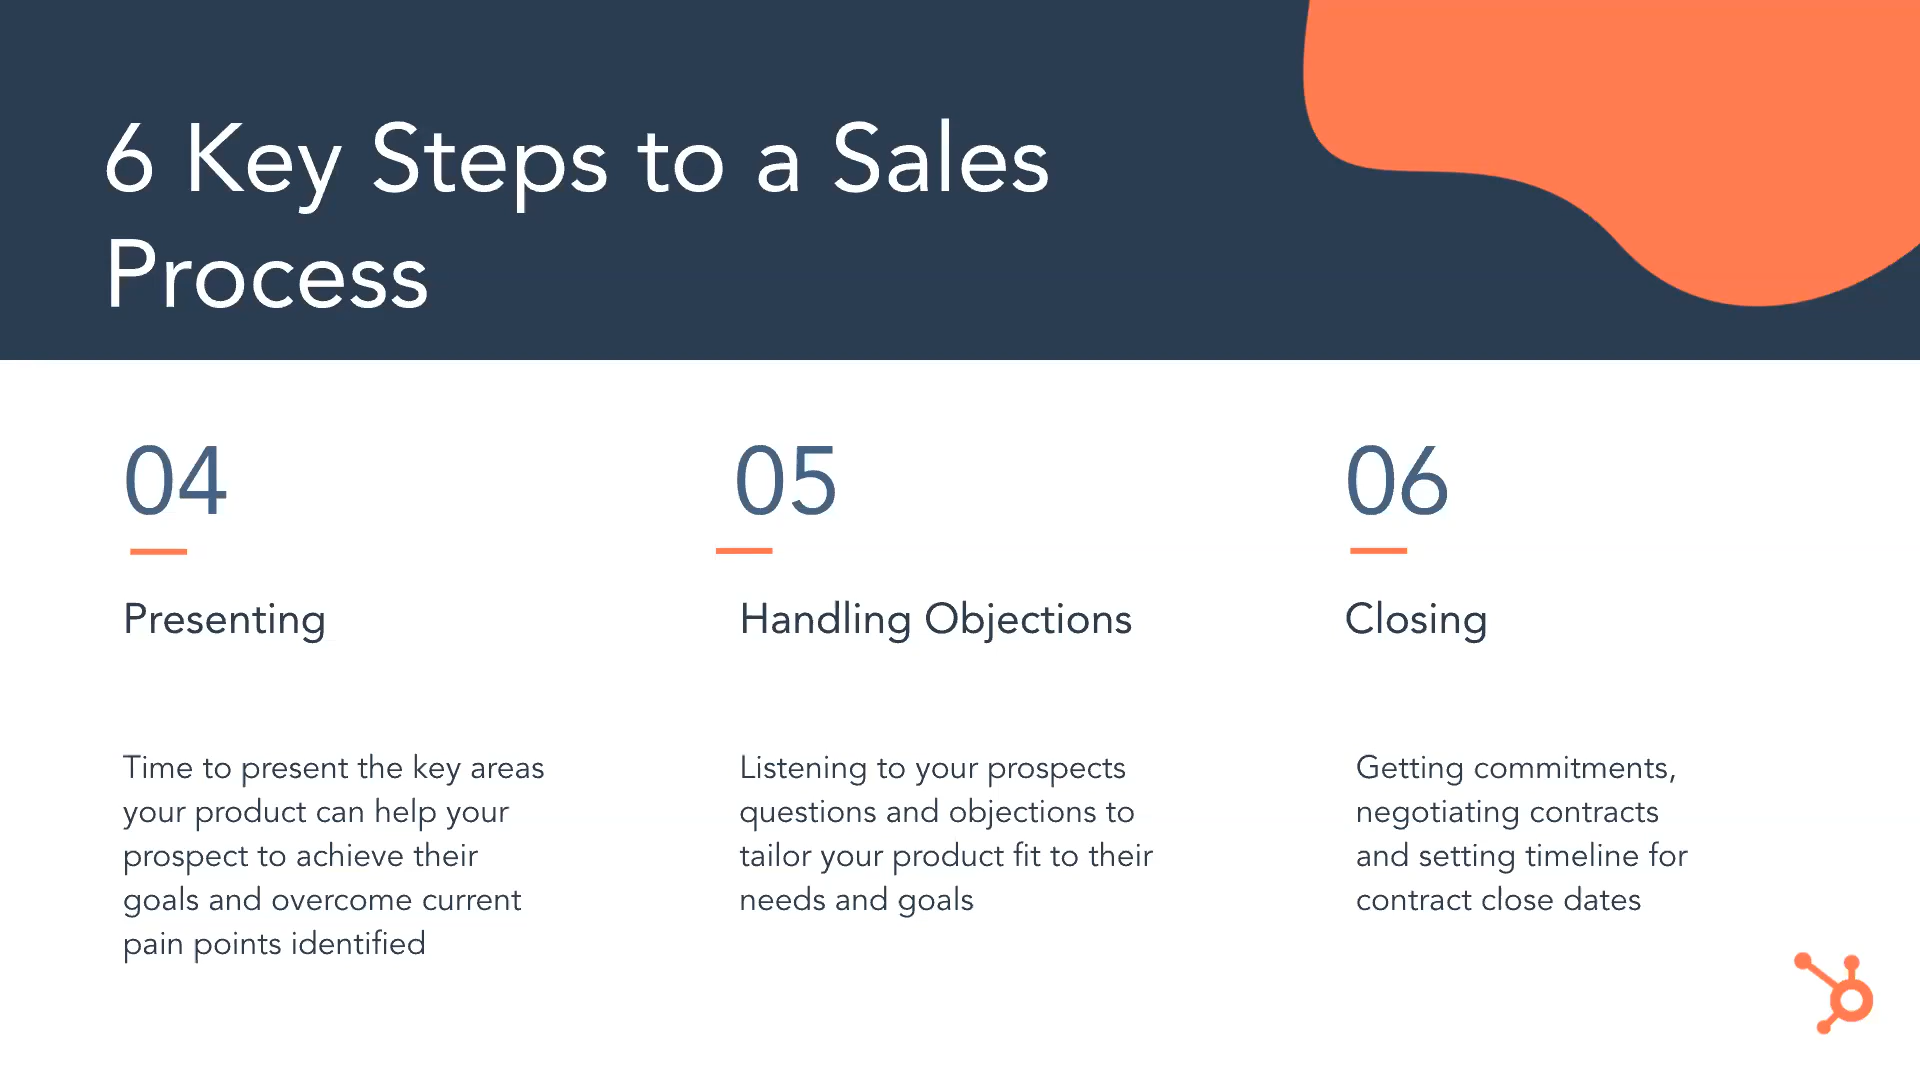 6 Key Steps to a Sales
Process
04
Presenting
Time to present the key areas
your product can help your
prospect to achieve their
goals and overcome current
pain points identified
05
Handling Objections
Listening to your prospects
questions and objections to
tailor your product fit to their
needs and goals
06
Closing
Getting commitments,
negotiating contracts
and setting timeline for
contract close dates